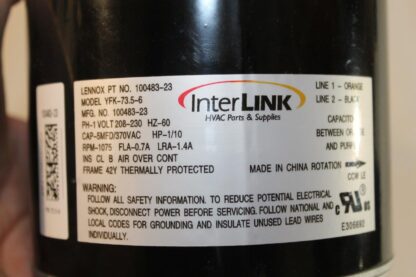 LENNOX PT NO. 100483-23
MODEL YFK-73.5-6
MFG. NO. 100483-23
PH-1 VOLT 208-230 HZ-60
CAP-5MFD/370VAC HP-1/10
RPM-1075 FLA-0.7A LRA-1.4A
INS CL B AIR OVER CONT
FRAME 42Y THERMALLY PROTECTED
InterLINK
HVAC Parts & Supplies
LINE 1 - ORANGE
LINE 2 - BLACK
CAPACITO
BETWEEN
AND PURP
MADE IN CHINA ROTATION
CCW LE
WARNING:
FOLLOW ALL SAFETY INFORMATION. TO REDUCE POTENTIAL ELECTRICAL
SHOCK, DISCONNECT POWER BEFORE SERVICING. FOLLOW NATIONAL AND
LOCAL CODES FOR GROUNDING AND INSULATE UNUSED LEAD WIRES
INDIVIDUALLY.
c RU us
E306660